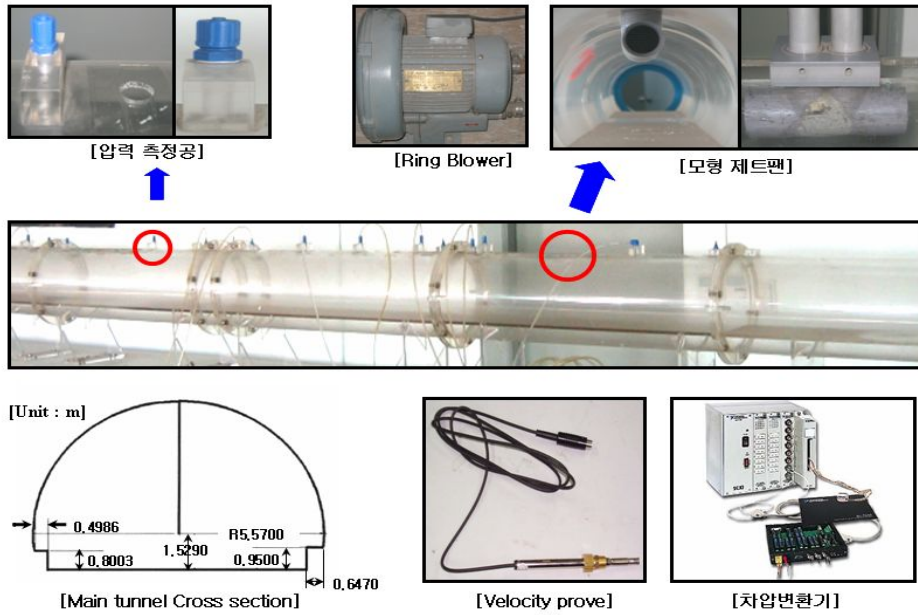 [압력 측정공]
[Ring Blower]
[모형 제트팬]
[Unit : m]
0.4986
R5.5700
1.5290
0.8003
0.9500
0.6470
[Main tunnel Cross section]
[Velocity prove]
[차압변환기]